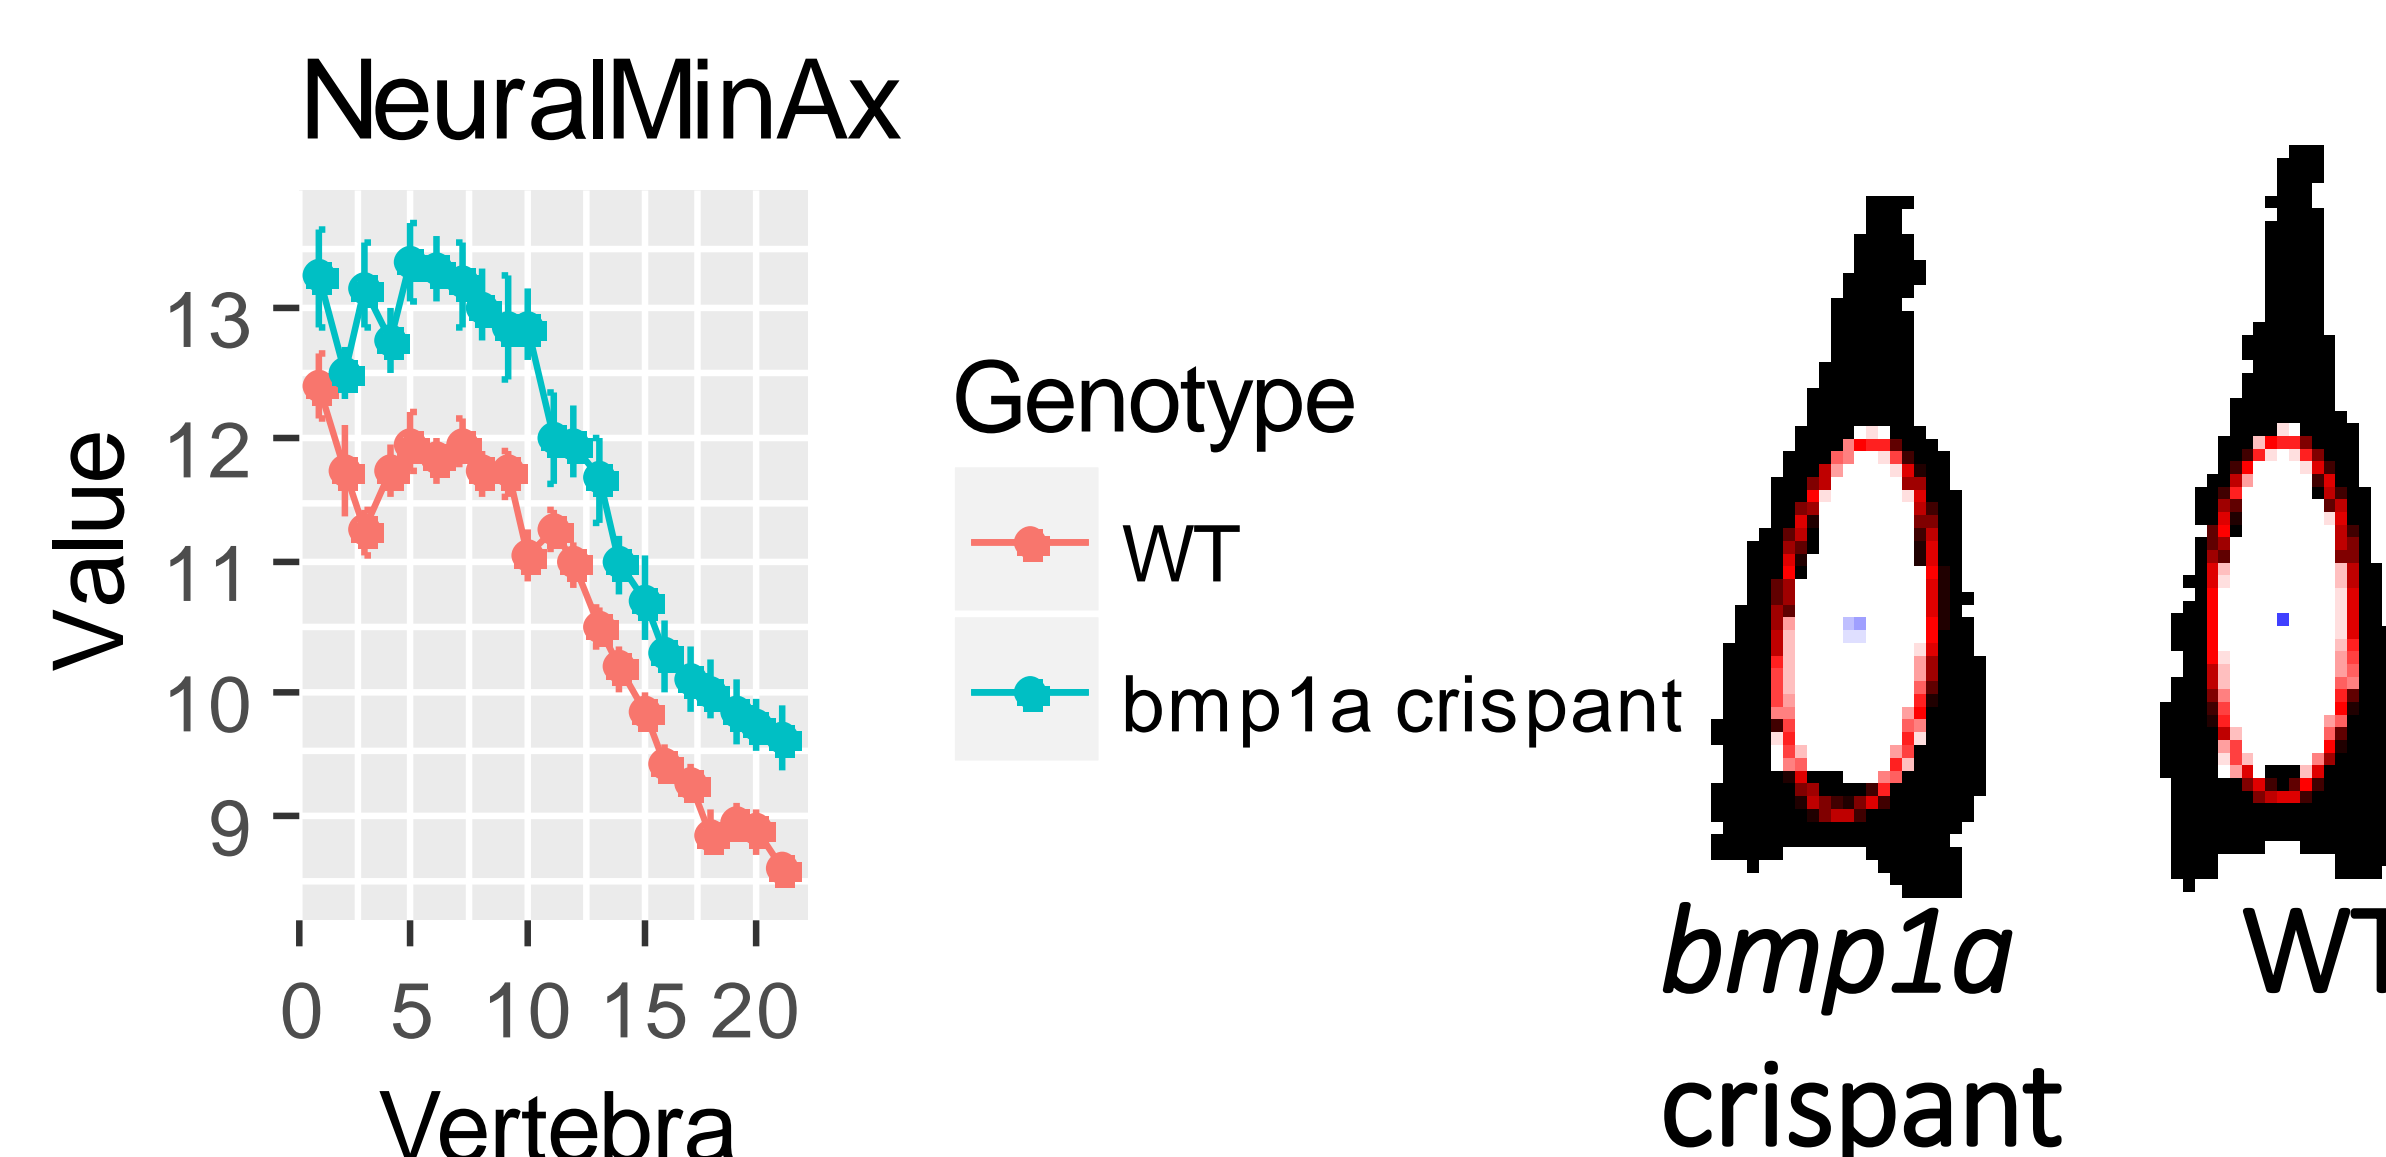 NeuralMinAx
Value
13
12
11
10
9
0 5 10 15 20
Vertebra
Genotype
WT
bmp1a crispant
bmp1a
crispant
WT